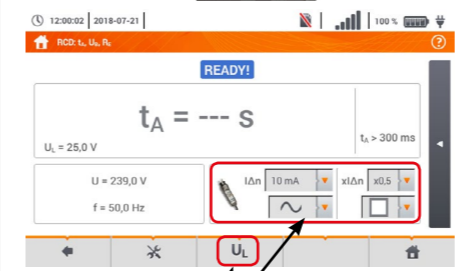 12:00:02 2018-07-21 100 %
RCD: tA, UB, RE ?
READY!
tA = --- s
UL = 25,0 V
tA > 300 ms
U = 239,0 V
f = 50,0 Hz
IΔn 10 mA xIΔn x0,5
UL